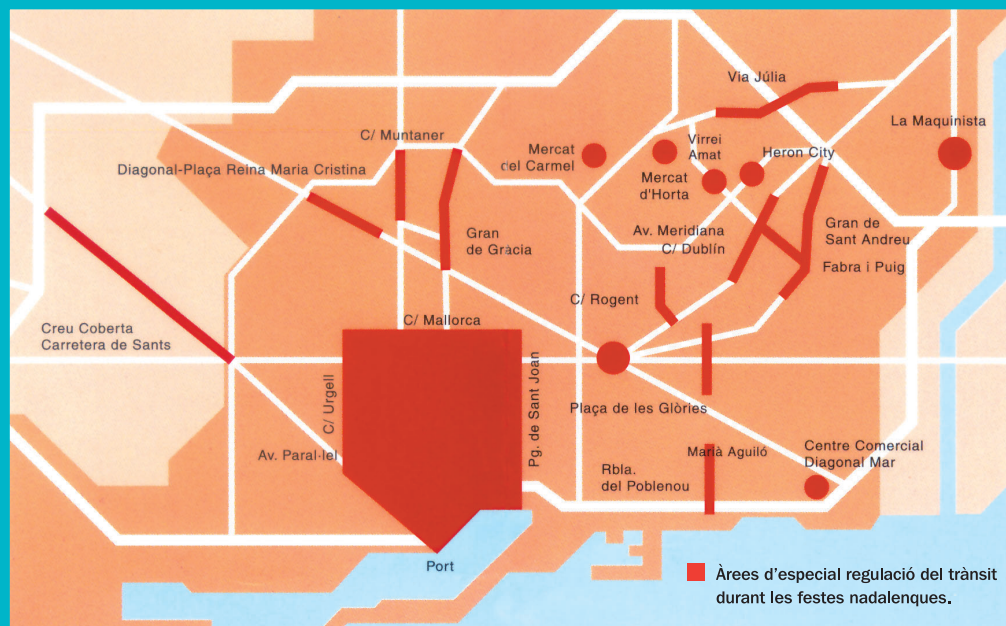 Via Júlia
La Maquinista
C/ Muntaner
Virrei
Amat
Heron City
Mercat
del Carmel
Diagonal-Plaça Reina Maria Cristina
Mercat
d'Horta
Gran
de Gràcia
Av. Meridiana
C/ Dublín
Gran de
Sant Andreu
Fabra i Puig
C/ Rogent
C/ Mallorca
Creu Coberta
Carretera de Sants
C/ Urgell
Pg. de Sant Joan
Plaça de les Glòries
Av. Paral·lel
Marià Aguiló
Centre Comercial
Diagonal Mar
Rbla.
del Poblenou
Port
Àrees d'especial regulació del trànsit
durant les festes nadalenques.